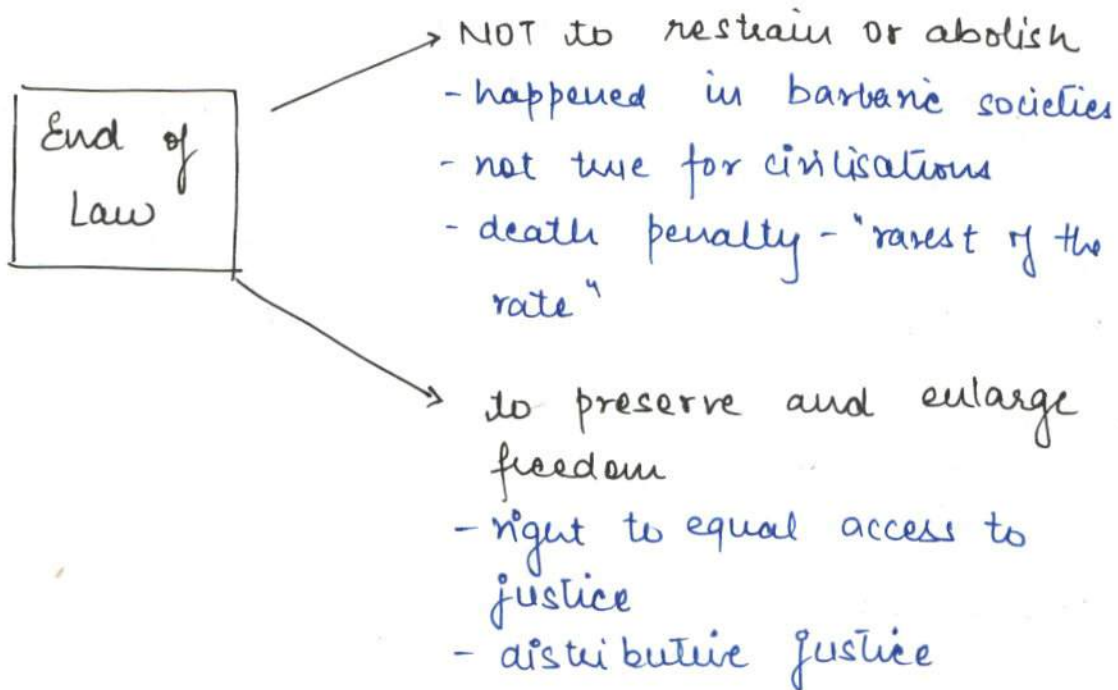 End of
Law
NOT to restrain or abolish
- happened in barbaric societies
- not true for civilisations
- death penalty - "rarest of the
rate"
to preserve and enlarge
freedom
- right to equal access to
justice
- distributive justice